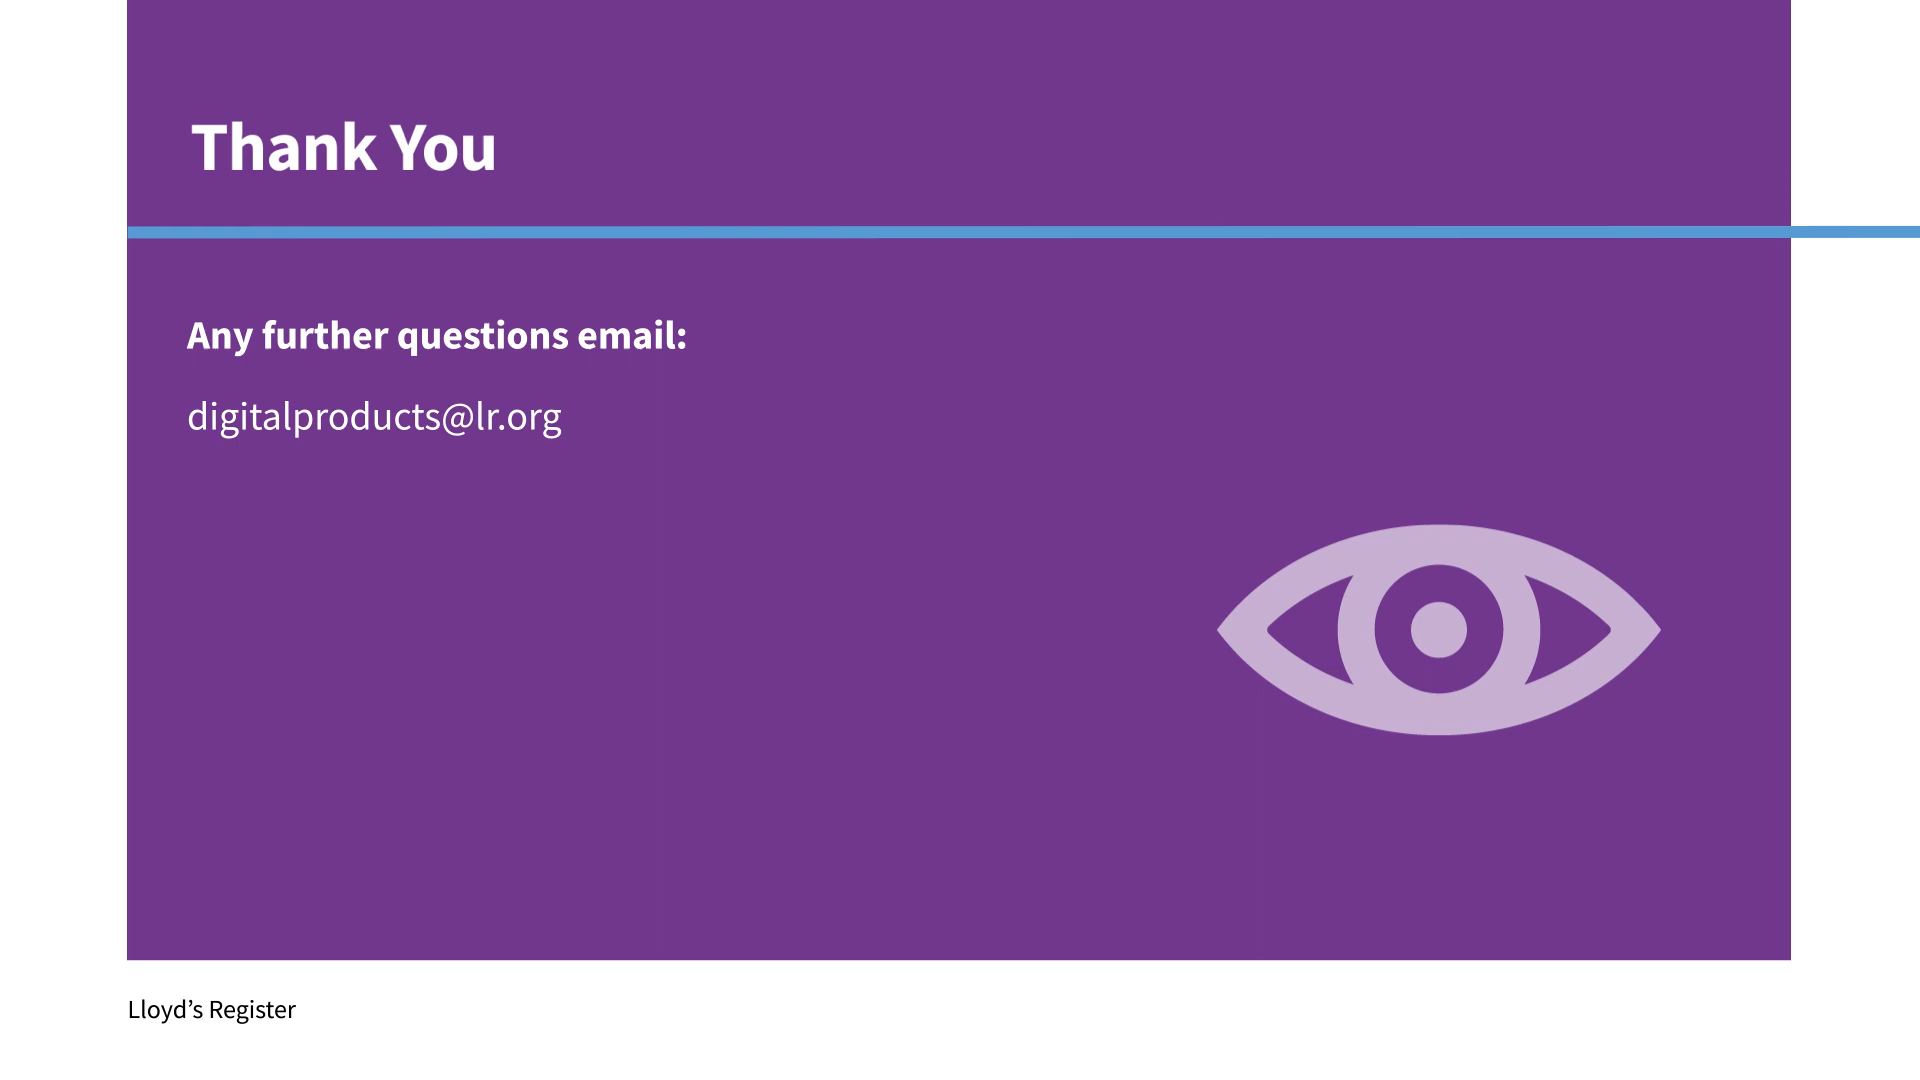 Thank You
Any further questions email:
digitalproducts@lr.org
Lloyd’s Register